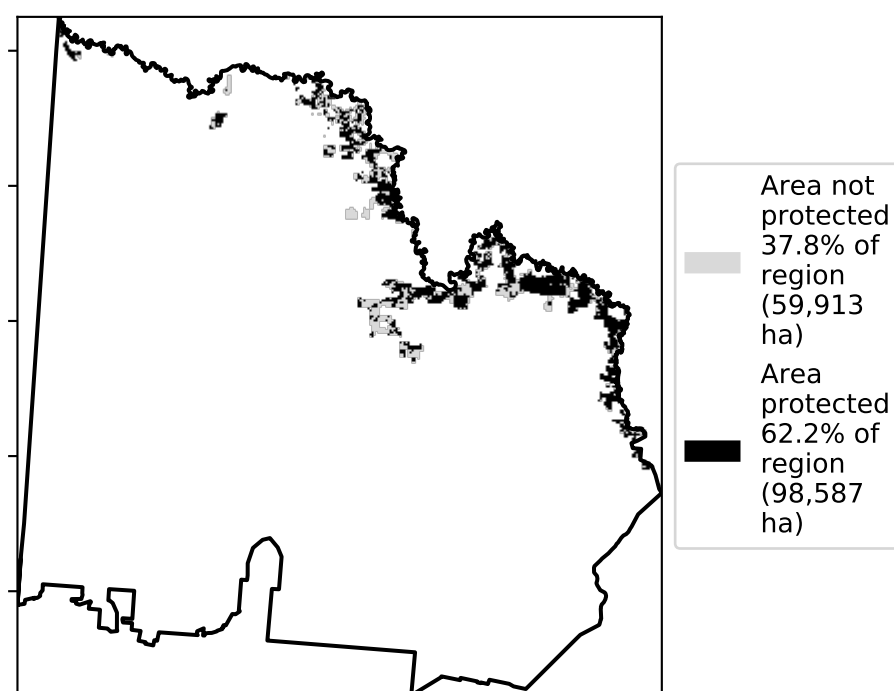 Area not
protected
37.8% of
region
(59,913
ha)
Area
protected
62.2% of
region
(98,587
ha)